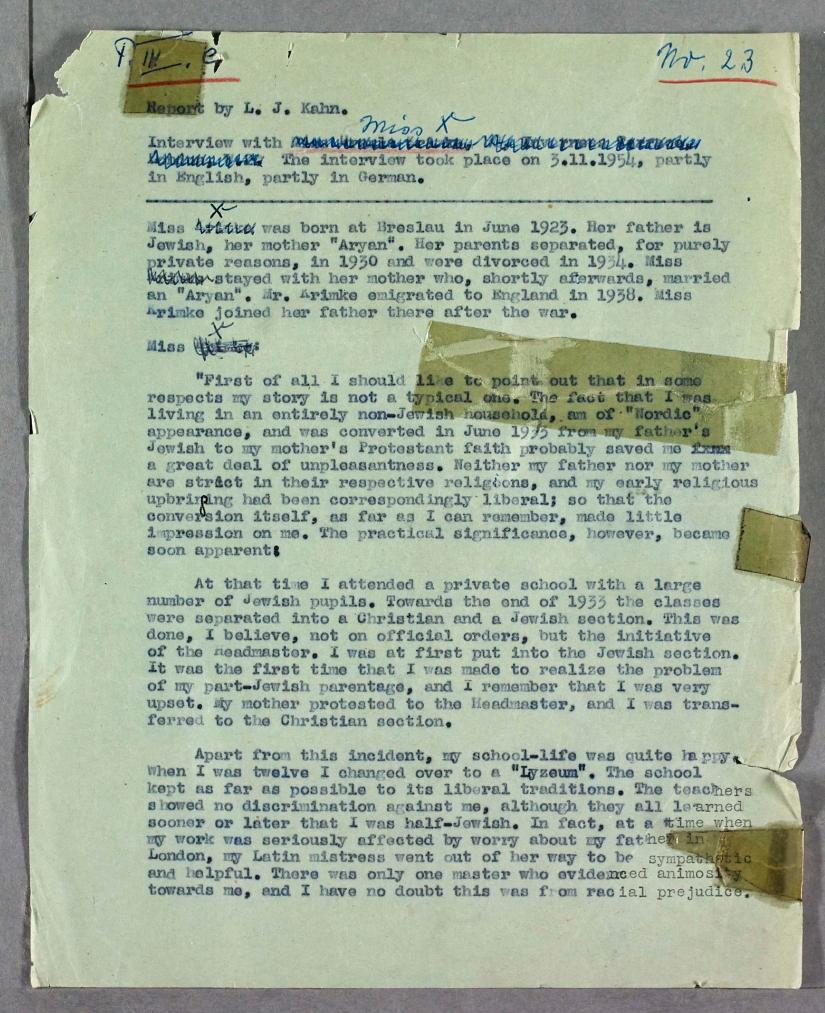 P. III. e.
No. 23
Report by L. J. Kahn.
Miss X
Interview with
The interview took place on 3.11.1954, partly
in English, partly in German.
X
Miss was born at Breslau in June 1923. Her father is
Jewish, her mother "Aryan". Her parents separated, for purely
private reasons, in 1930 and were divorced in 1934. Miss
stayed with her mother who, shortly aferwards, married
an "Aryan". Mr. Krimke emigrated to England in 1938. Miss
Krimke joined her father there after the war.
X
Miss
"First of all I should like to point out that in some
respects my story is not a typical one. The fact that I was
living in an entirely non-Jewish household, am of "Nordic"
appearance, and was converted in June 1933 from my father's
Jewish to my mother's Protestant faith probably saved me
a great deal of unpleasantness. Neither my father nor my mother
are strict in their respective religions, and my early religious
upbringing had been correspondingly liberal; so that the
conversion itself, as far as I can remember, made little
impression on me. The practical significance, however, became
soon apparent:
At that time I attended a private school with a large
number of Jewish pupils. Towards the end of 1933 the classes
were separated into a Christian and a Jewish section. This was
done, I believe, not on official orders, but the initiative
of the Headmaster. I was at first put into the Jewish section.
It was the first time that I was made to realize the problem
of my part-Jewish parentage, and I remember that I was very
upset. My mother protested to the Headmaster, and I was trans-
ferred to the Christian section.
Apart from this incident, my school-life was quite happy.
When I was twelve I changed over to a "Lyzeum". The school
kept as far as possible to its liberal traditions. The teachers
showed no discrimination against me, although they all learned
sooner or later that I was half-Jewish. In fact, at a time when
my work was seriously affected by worry about my father in
London, my Latin mistress went out of her way to be sympathetic
and helpful. There was only one master who evidenced animosity
towards me, and I have no doubt this was from racial prejudice.